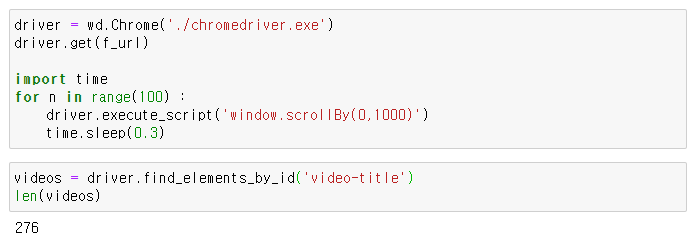 driver = wd.Chrome('./chromedriver.exe')
driver.get(f_url)
import time
for n in range(100) :
    driver.execute_script('window.scrollBy(0,1000)')
    time.sleep(0.3)
videos = driver.find_elements_by_id('video-title')
len(videos)
276